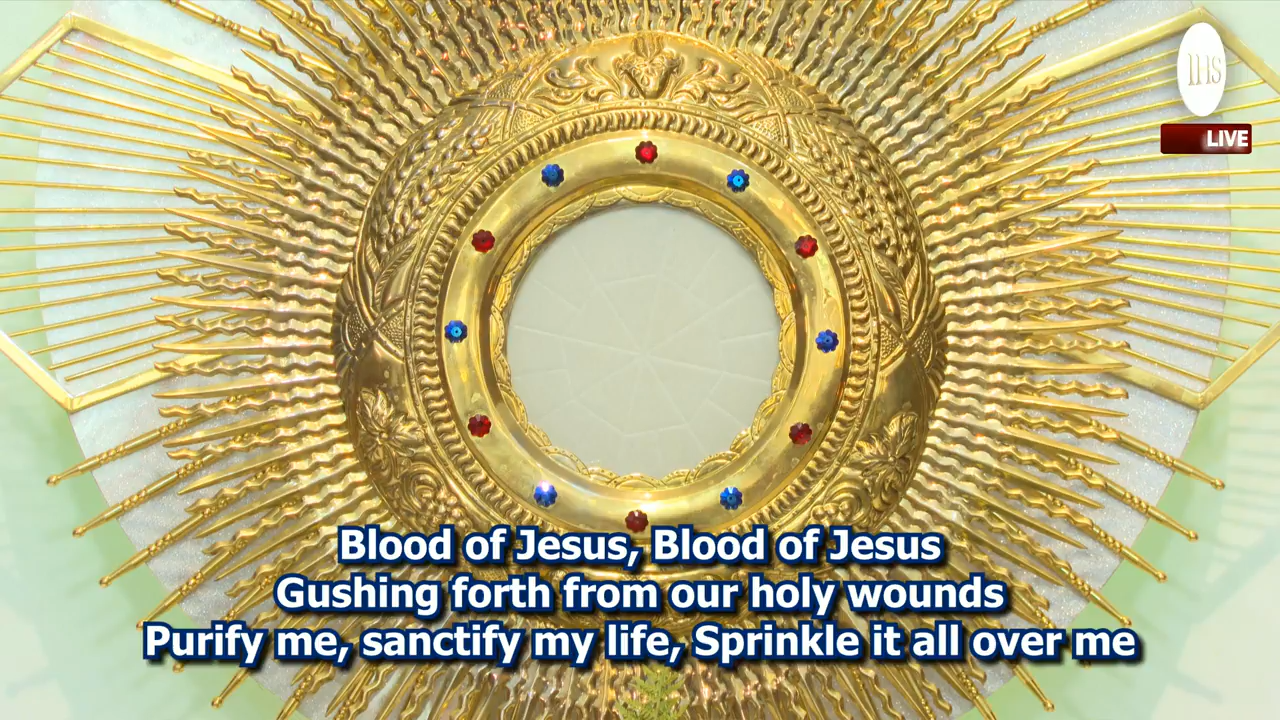 IHS
LIVE
Blood of Jesus, Blood of Jesus
Gushing forth from our holy wounds
Purify me, sanctify my life, Sprinkle it all over me